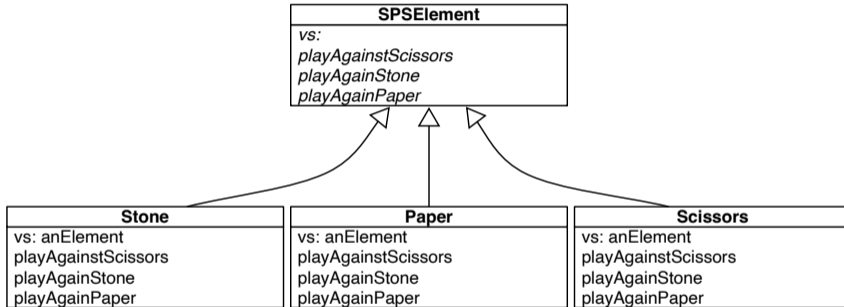 SPSElement
vs:
playAgainstScissors
playAgainStone
playAgainPaper
Stone
vs: anElement
playAgainstScissors
playAgainStone
playAgainPaper
Paper
vs: anElement
playAgainstScissors
playAgainStone
playAgainPaper
Scissors
vs: anElement
playAgainstScissors
playAgainStone
playAgainPaper